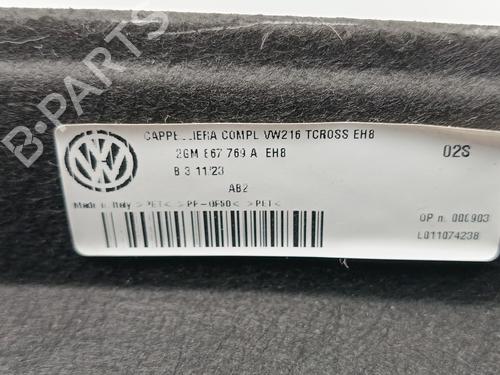 CAPPELLIERA COMPL VW216 TCROSS EH8
2GM 867 769 A EH8
02S
B 3 11/23
AB2
Made in Italy >PET< >PP-GF50< >PET<
OP n. 000903
L011074238
B-PARTS